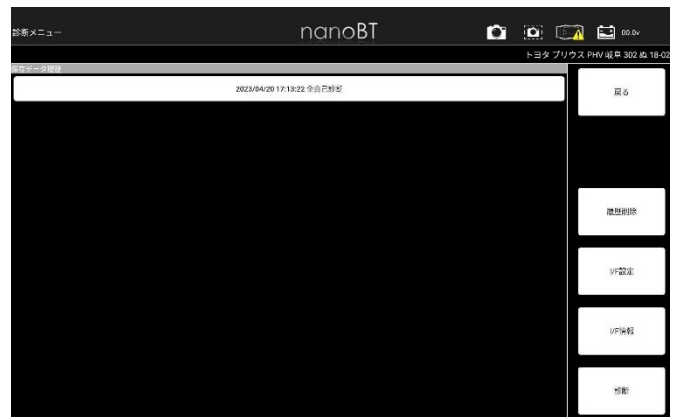 診断メニュー
nanoBT
00.0v
トヨタ プリウス PHV 岐阜 302 ぬ 18-02
保存データ履歴
2023/04/20 17:13:22 全自己診断
戻る
履歴削除
I/F設定
I/F情報
診断